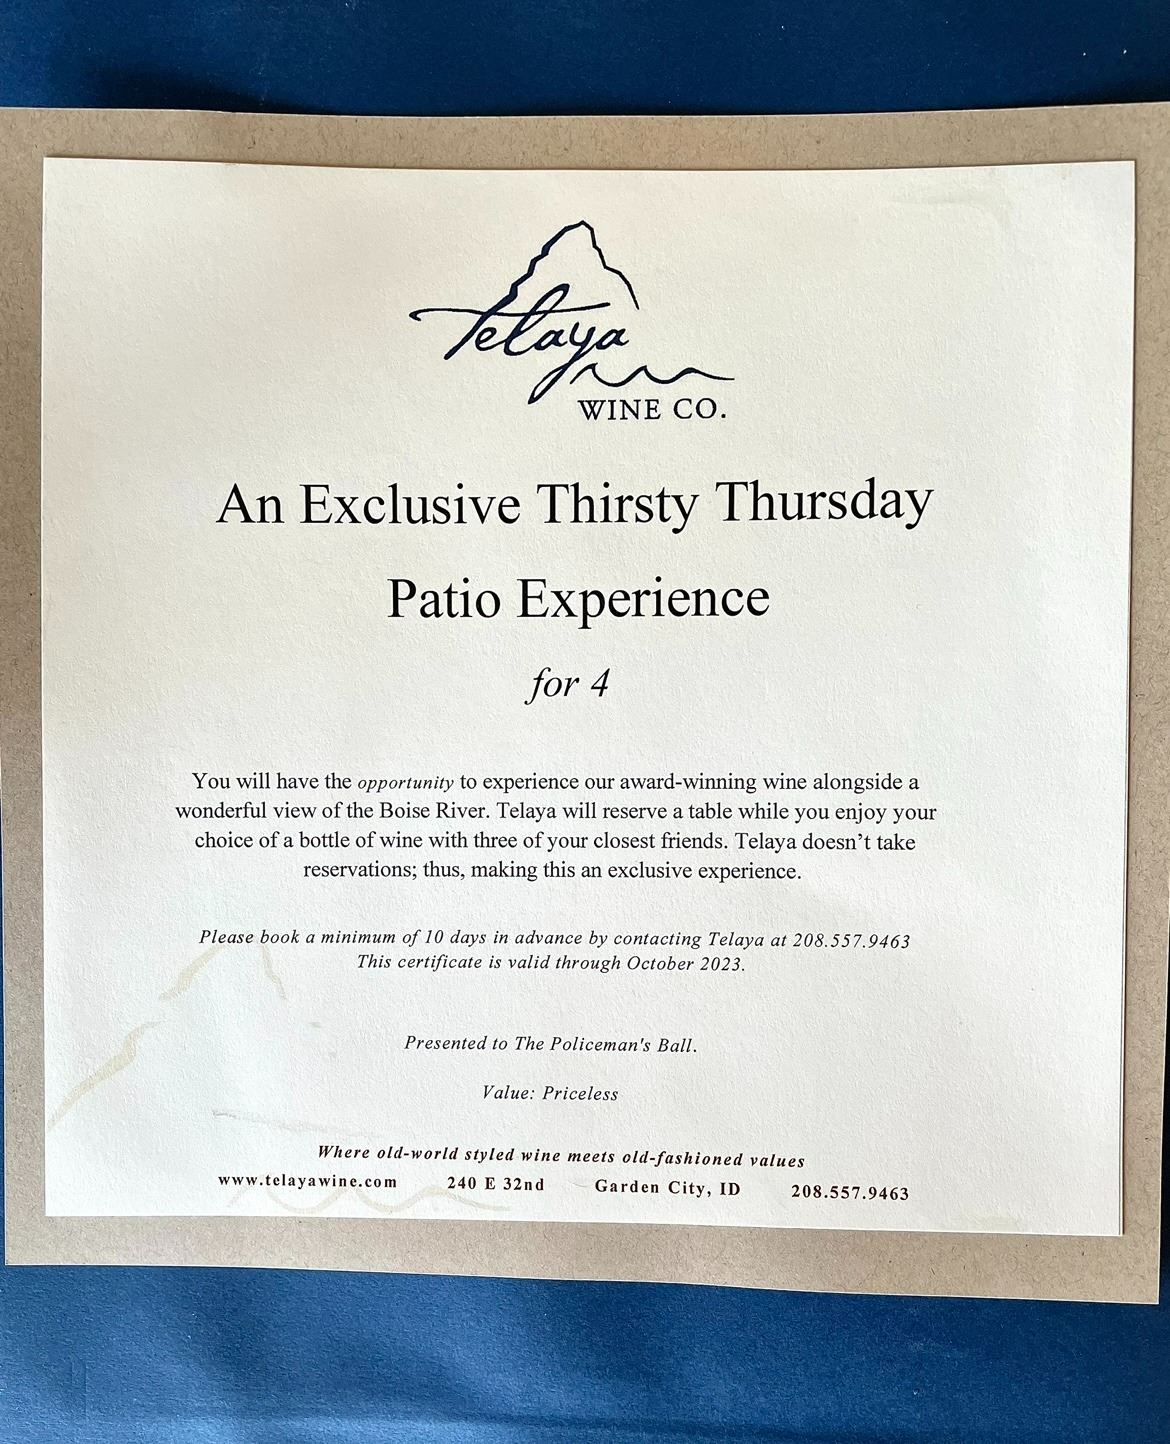 Telaya
WINE CO.
An Exclusive Thirsty Thursday
Patio Experience
for 4
You will have the opportunity to experience our award-winning wine alongside a
wonderful view of the Boise River. Telaya will reserve a table while you enjoy your
choice of a bottle of wine with three of your closest friends. Telaya doesn’t take
reservations; thus, making this an exclusive experience.
Please book a minimum of 10 days in advance by contacting Telaya at 208.557.9463
This certificate is valid through October 2023.
Presented to The Policeman's Ball.
Value: Priceless
Where old-world styled wine meets old-fashioned values
www.telayawine.com 240 E 32nd Garden City, ID 208.557.9463